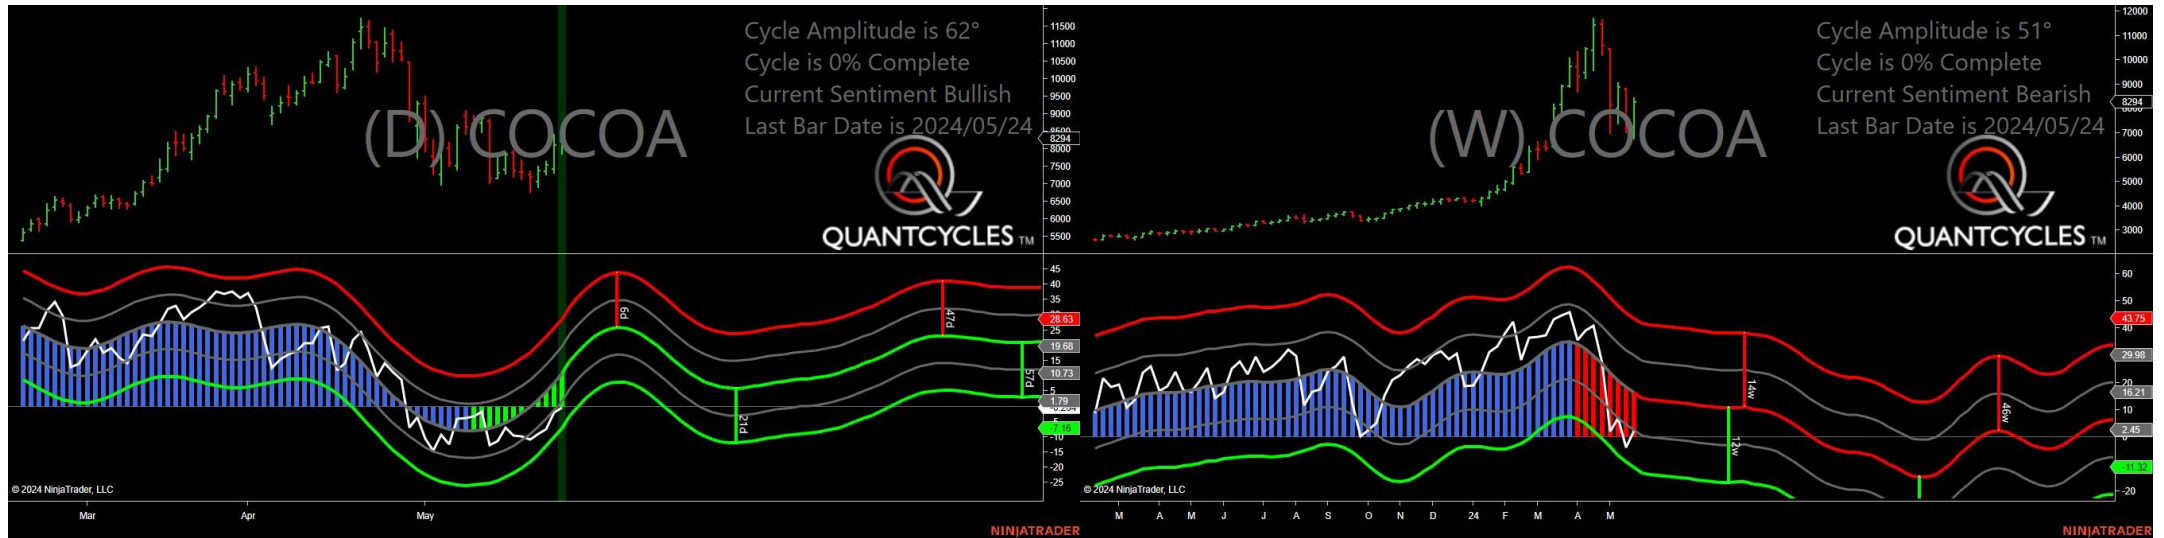 Cycle Amplitude is 62°
Cycle is 0% Complete
Current Sentiment Bullish
Last Bar Date is 2024/05/24
(D) COCOA
QUANTCYCLES TM
11500
11000
10500
10000
9500
9000
8294
8000
7500
7000
6500
6000
5500
45
40
35
28.63
25
19.68
15
10.73
5
1.79
-7.16
-10
-15
-20
-25
6d
21d
47d
57d
© 2024 NinjaTrader, LLC
Mar Apr May
NINJATRADER
Cycle Amplitude is 51°
Cycle is 0% Complete
Current Sentiment Bearish
Last Bar Date is 2024/05/24
(W) COCOA
QUANTCYCLES TM
12000
11000
10000
9000
8294
7000
6000
5000
4000
3000
60
50
43.75
40
29.98
20
16.21
10
2.45
-11.32
-20
14w
12w
46w
© 2024 NinjaTrader, LLC
M A M J J A S O N D 24 F M A M
NINJATRADER